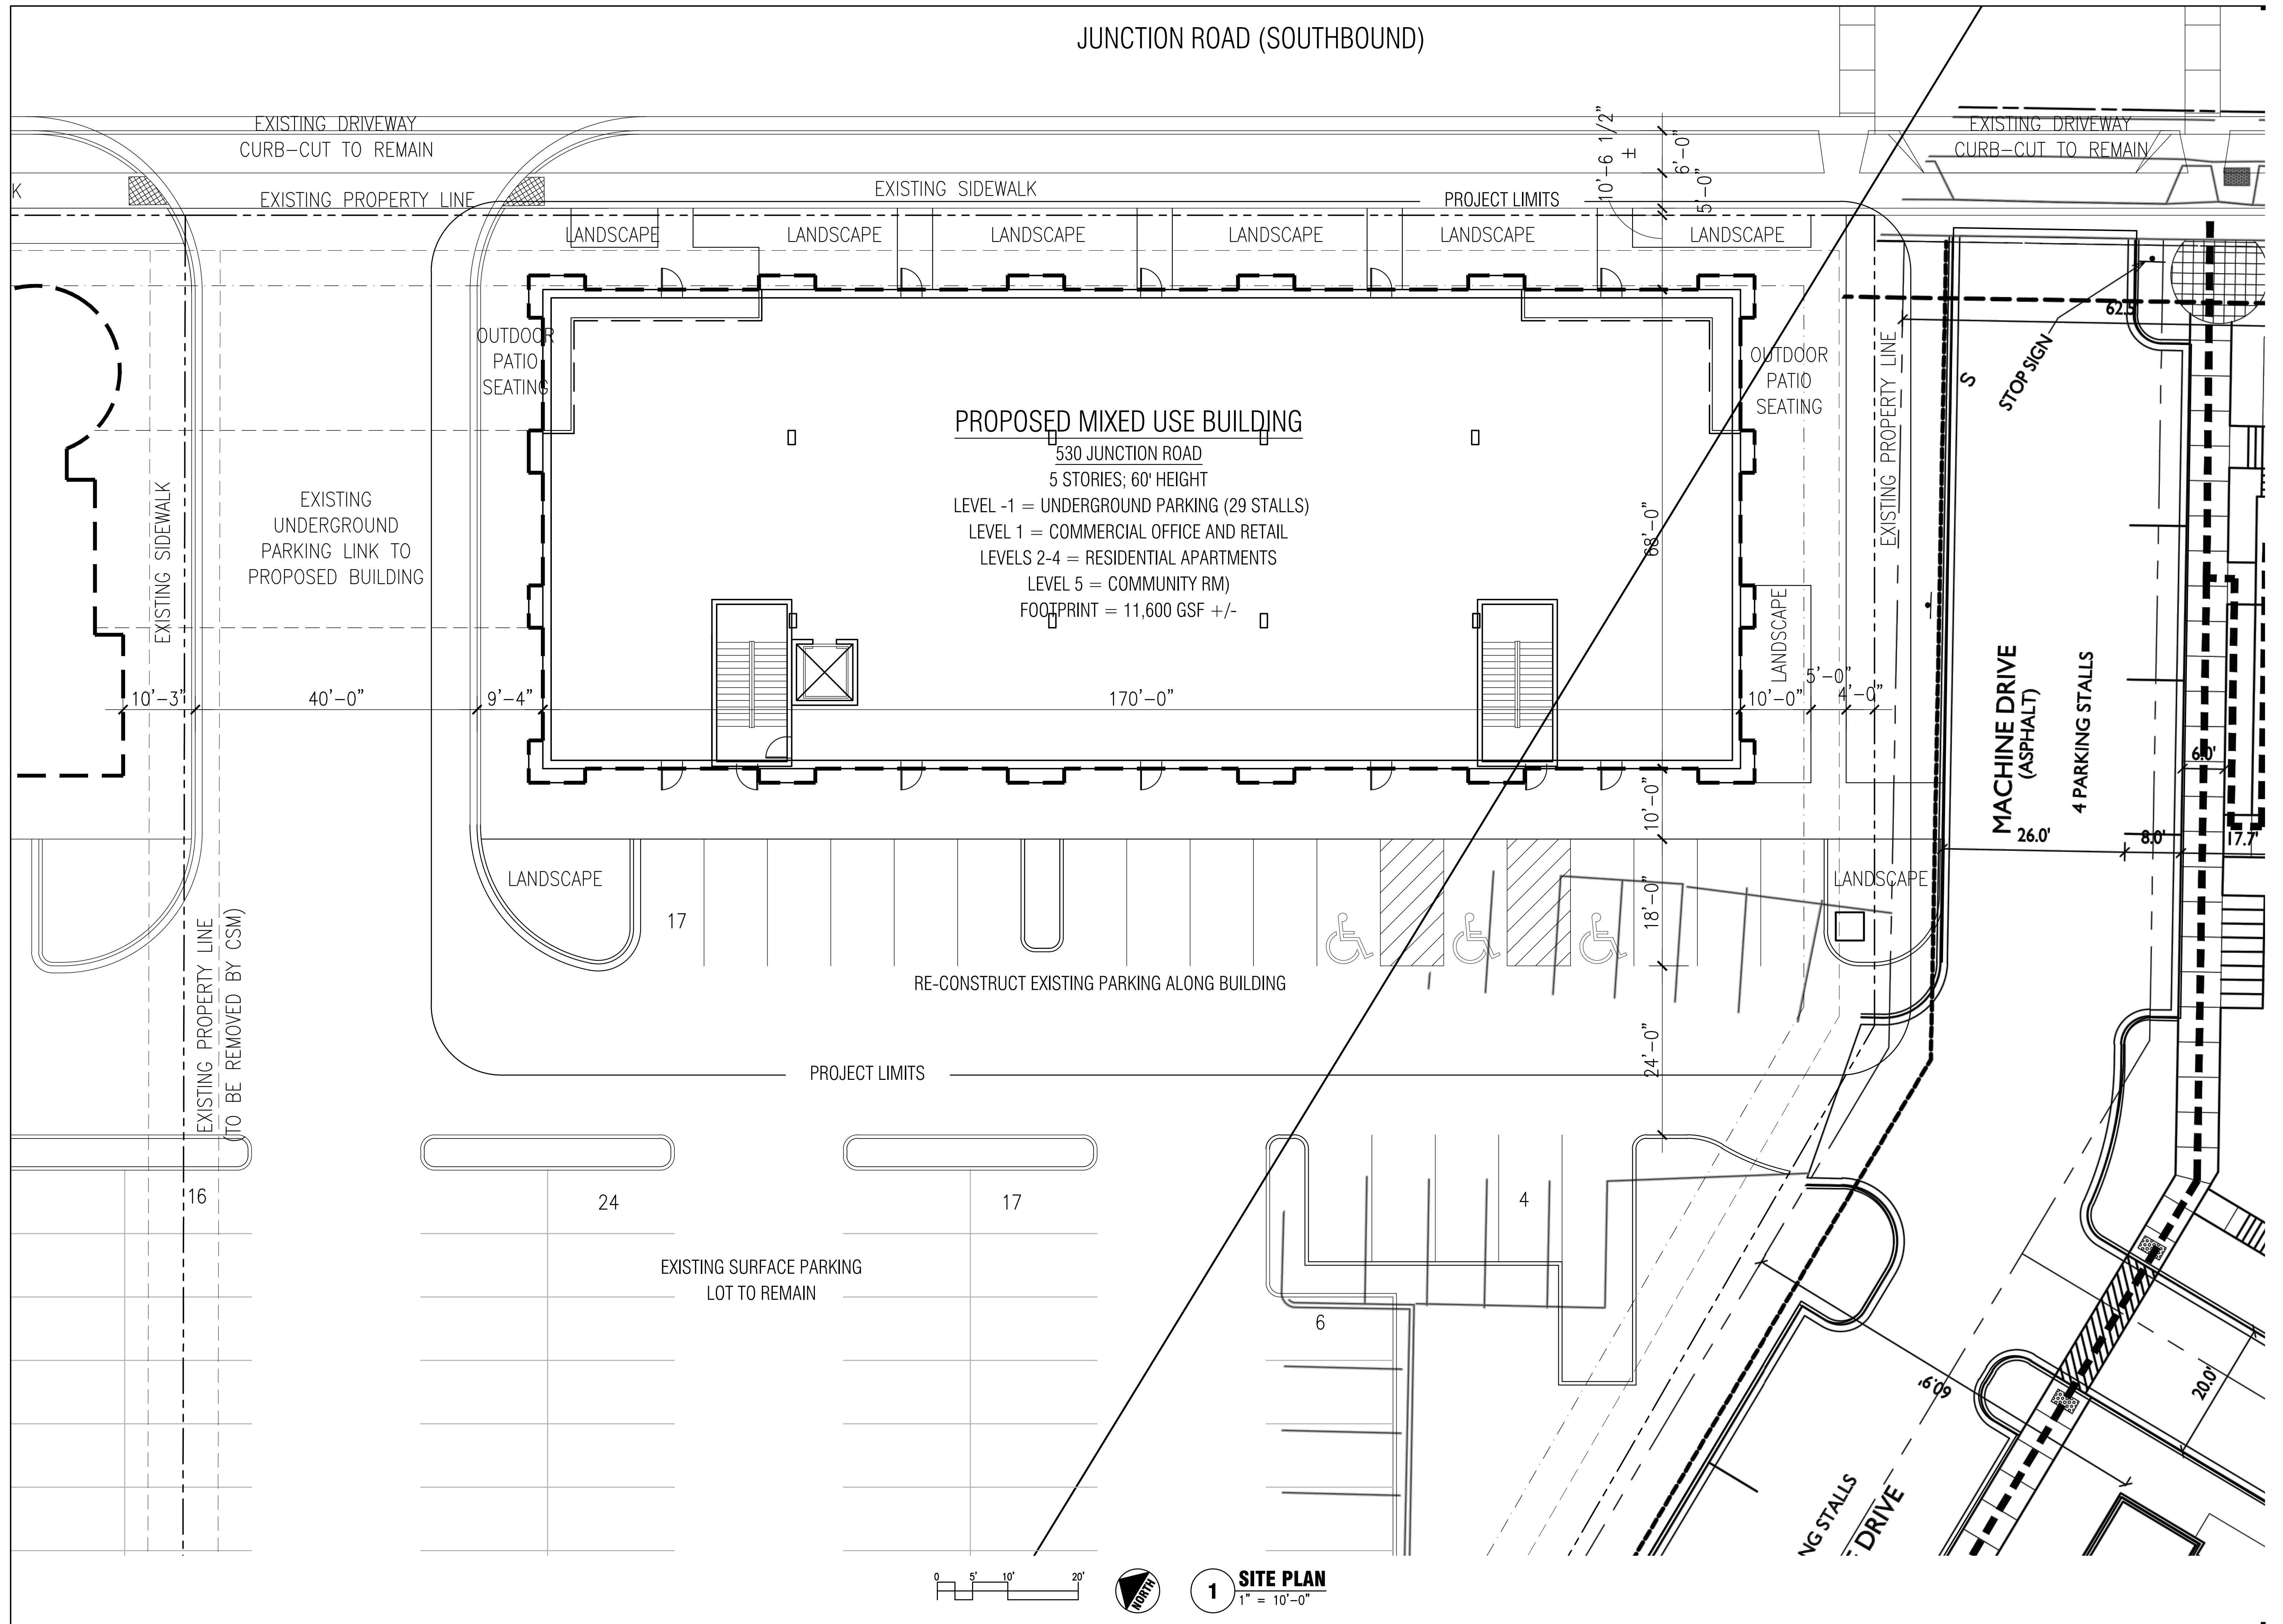 JUNCTION ROAD (SOUTHBOUND)
EXISTING DRIVEWAY
CURB-CUT TO REMAIN
EXISTING DRIVEWAY
CURB-CUT TO REMAIN
K
EXISTING PROPERTY LINE
EXISTING SIDEWALK
PROJECT LIMITS
10'-6 1/2"
±
6'-0"
5'-0"
LANDSCAPE
LANDSCAPE
LANDSCAPE
LANDSCAPE
LANDSCAPE
LANDSCAPE
OUTDOOR
PATIO
SEATING
OUTDOOR
PATIO
SEATING
EXISTING PROPERTY LINE
62.5
STOP SIGN
S
PROPOSED MIXED USE BUILDING
530 JUNCTION ROAD
5 STORIES; 60' HEIGHT
LEVEL -1 = UNDERGROUND PARKING (29 STALLS)
LEVEL 1 = COMMERCIAL OFFICE AND RETAIL
LEVELS 2-4 = RESIDENTIAL APARTMENTS
LEVEL 5 = COMMUNITY RM)
FOOTPRINT = 11,600 GSF +/-
EXISTING SIDEWALK
EXISTING
UNDERGROUND
PARKING LINK TO
PROPOSED BUILDING
68'-0"
LANDSCAPE
10'-3"
40'-0"
9'-4"
170'-0"
10'-0"
5'-0"
4'-0"
MACHINE DRIVE
(ASPHALT)
4 PARKING STALLS
6.0'
26.0'
8.0'
17.7'
10'-0"
18'-0"
24'-0"
LANDSCAPE
17
LANDSCAPE
RE-CONSTRUCT EXISTING PARKING ALONG BUILDING
EXISTING PROPERTY LINE
(TO BE REMOVED BY CSM)
PROJECT LIMITS
16
24
17
4
6
EXISTING SURFACE PARKING
LOT TO REMAIN
60.9'
20.0'
NG STALLS
E DRIVE
0 5' 10' 20'
NORTH
1
SITE PLAN
1" = 10'-0"